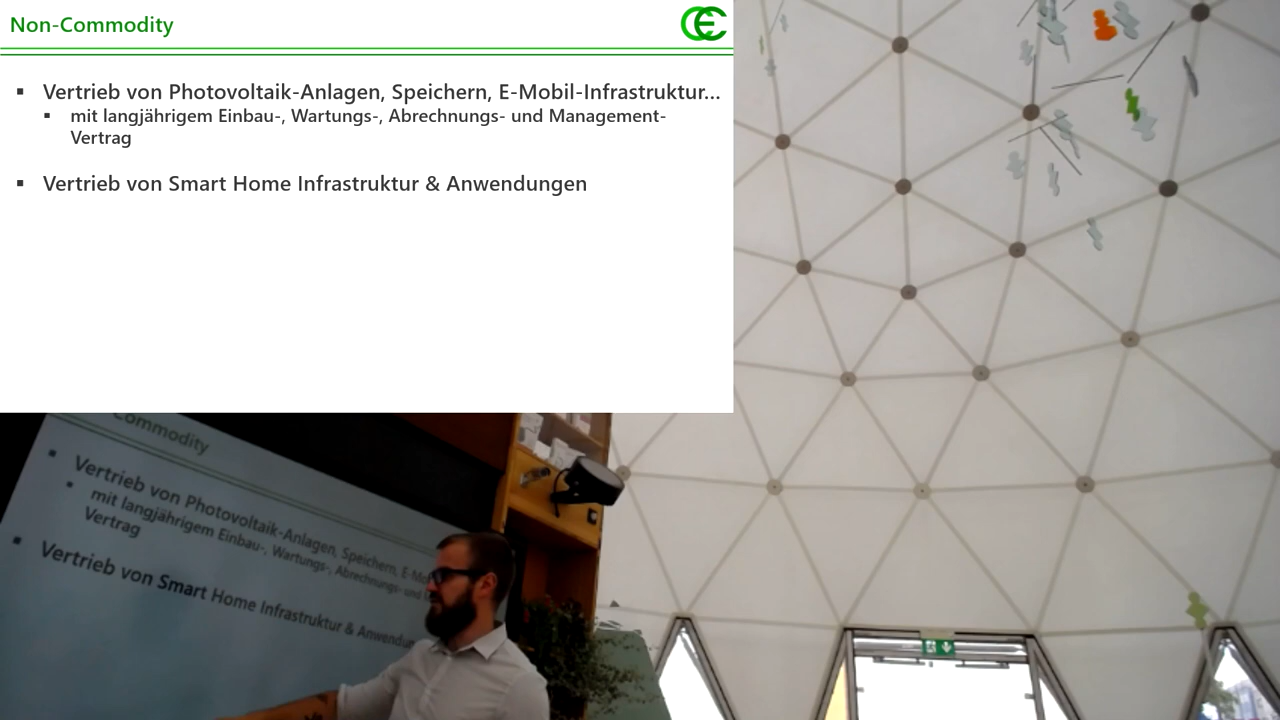 Non-Commodity
Vertrieb von Photovoltaik-Anlagen, Speichern, E-Mobil-Infrastruktur...
mit langjährigem Einbau-, Wartungs-, Abrechnungs- und Management-
Vertrag
Vertrieb von Smart Home Infrastruktur & Anwendungen
Commodity
Vertrieb von Photovoltaik-Anlagen, Speichern, E-Mo
mit langjährigem Einbau-, Wartungs-, Abrechnungs- und
Vertrag
Vertrieb von Smart Home Infrastruktur & Anwendun